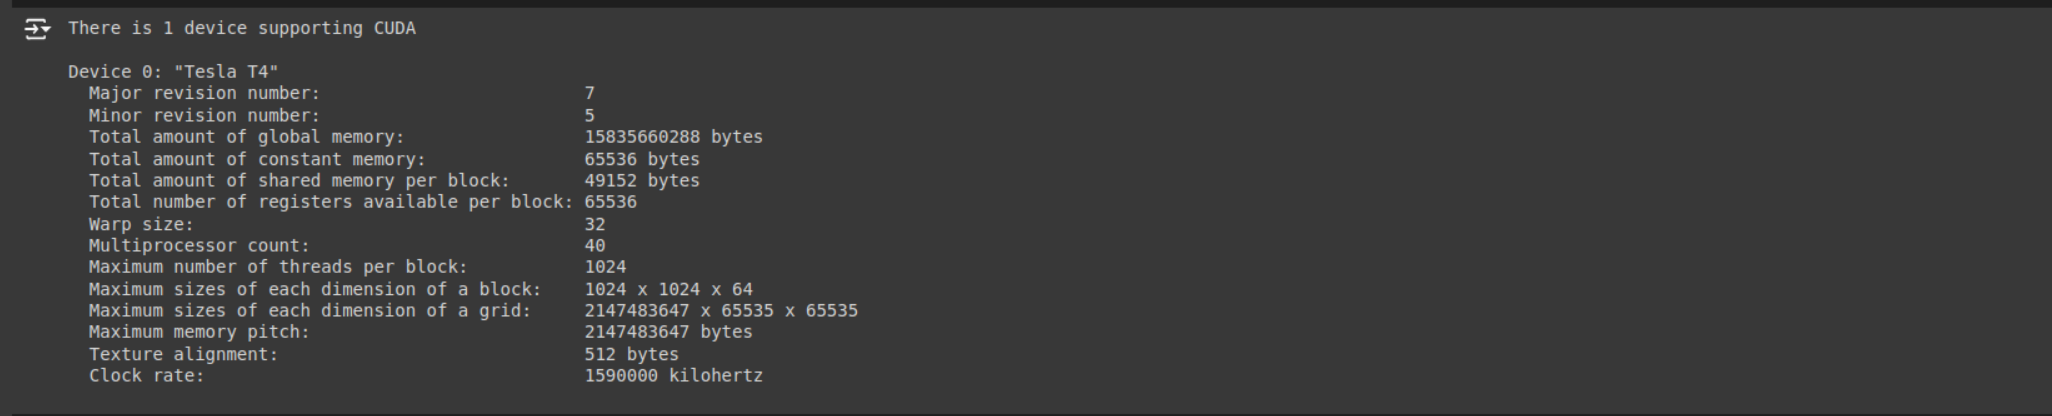 There is 1 device supporting CUDA
Device 0: "Tesla T4"
Major revision number: 7
Minor revision number: 5
Total amount of global memory: 15835660288 bytes
Total amount of constant memory: 65536 bytes
Total amount of shared memory per block: 49152 bytes
Total number of registers available per block: 65536
Warp size: 32
Multiprocessor count: 40
Maximum number of threads per block: 1024
Maximum sizes of each dimension of a block: 1024 x 1024 x 64
Maximum sizes of each dimension of a grid: 2147483647 x 65535 x 65535
Maximum memory pitch: 2147483647 bytes
Texture alignment: 512 bytes
Clock rate: 1590000 kilohertz